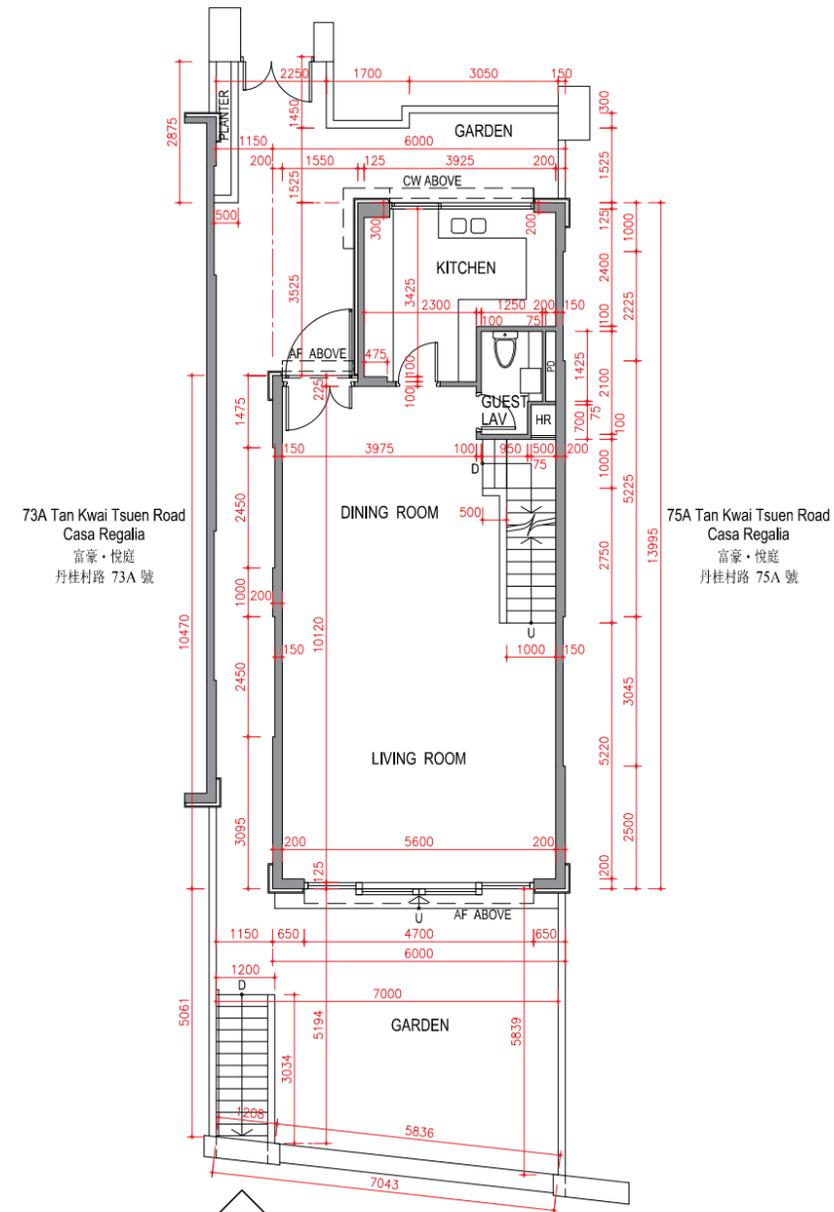 2250 1700 3050 150
PLANTER
2875
1450
300
GARDEN
1150 6000
200 1550 125 3925 200
1525
1525
CW ABOVE
500
300
200
125
1000
KITCHEN
3525
3425
2400
2225
2300 1250 200 150
100 75
100
AF ABOVE
475
100
225
100
PD
1425
2100
1475
GUEST
LAV
HR
700
75
100
150 3975 100 950 500 200
D
75
1000
5225
73A Tan Kwai Tsuen Road
Casa Regalia
富豪・悅庭
丹桂村路 73A 號
2450
DINING ROOM
500
75A Tan Kwai Tsuen Road
Casa Regalia
富豪・悅庭
丹桂村路 75A 號
2750
13995
1000
200
10470
10120
U
150
1000 150
2450
3045
LIVING ROOM
5220
3095
2500
200 5600 200
125
200
U
AF ABOVE
1150 650 4700 650
6000
1200
D
7000
5061
GARDEN
5194
5839
3034
1208
5836
7043